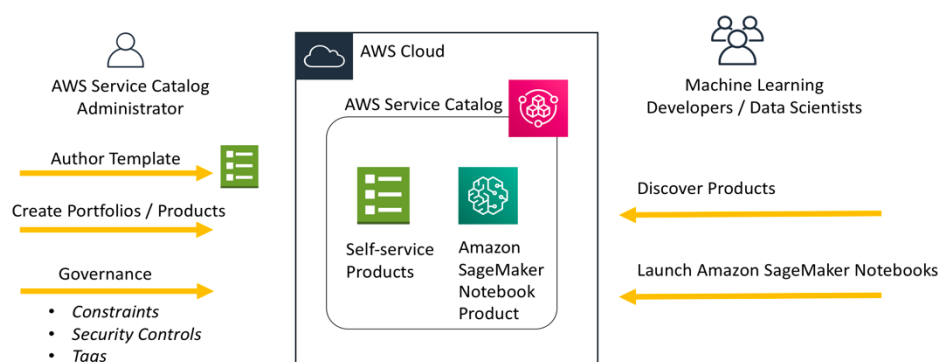 AWS Service Catalog
Administrator
Author Template
Create Portfolios / Products
Governance
• Constraints
• Security Controls
• Tags
AWS Cloud
AWS Service Catalog
Self-service
Products
Amazon
SageMaker
Notebook
Product
Machine Learning
Developers / Data Scientists
Discover Products
Launch Amazon SageMaker Notebooks